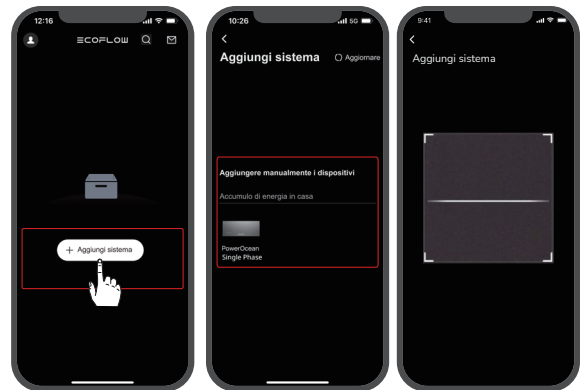 12:16
ECOFLOW
+ Aggiungi sistema
10:26
5G
Aggiungi sistema
Aggiornare
Aggiungere manualmente i dispositivi
Accumulo di energia in casa
PowerOcean
Single Phase
9:41
Aggiungi sistema